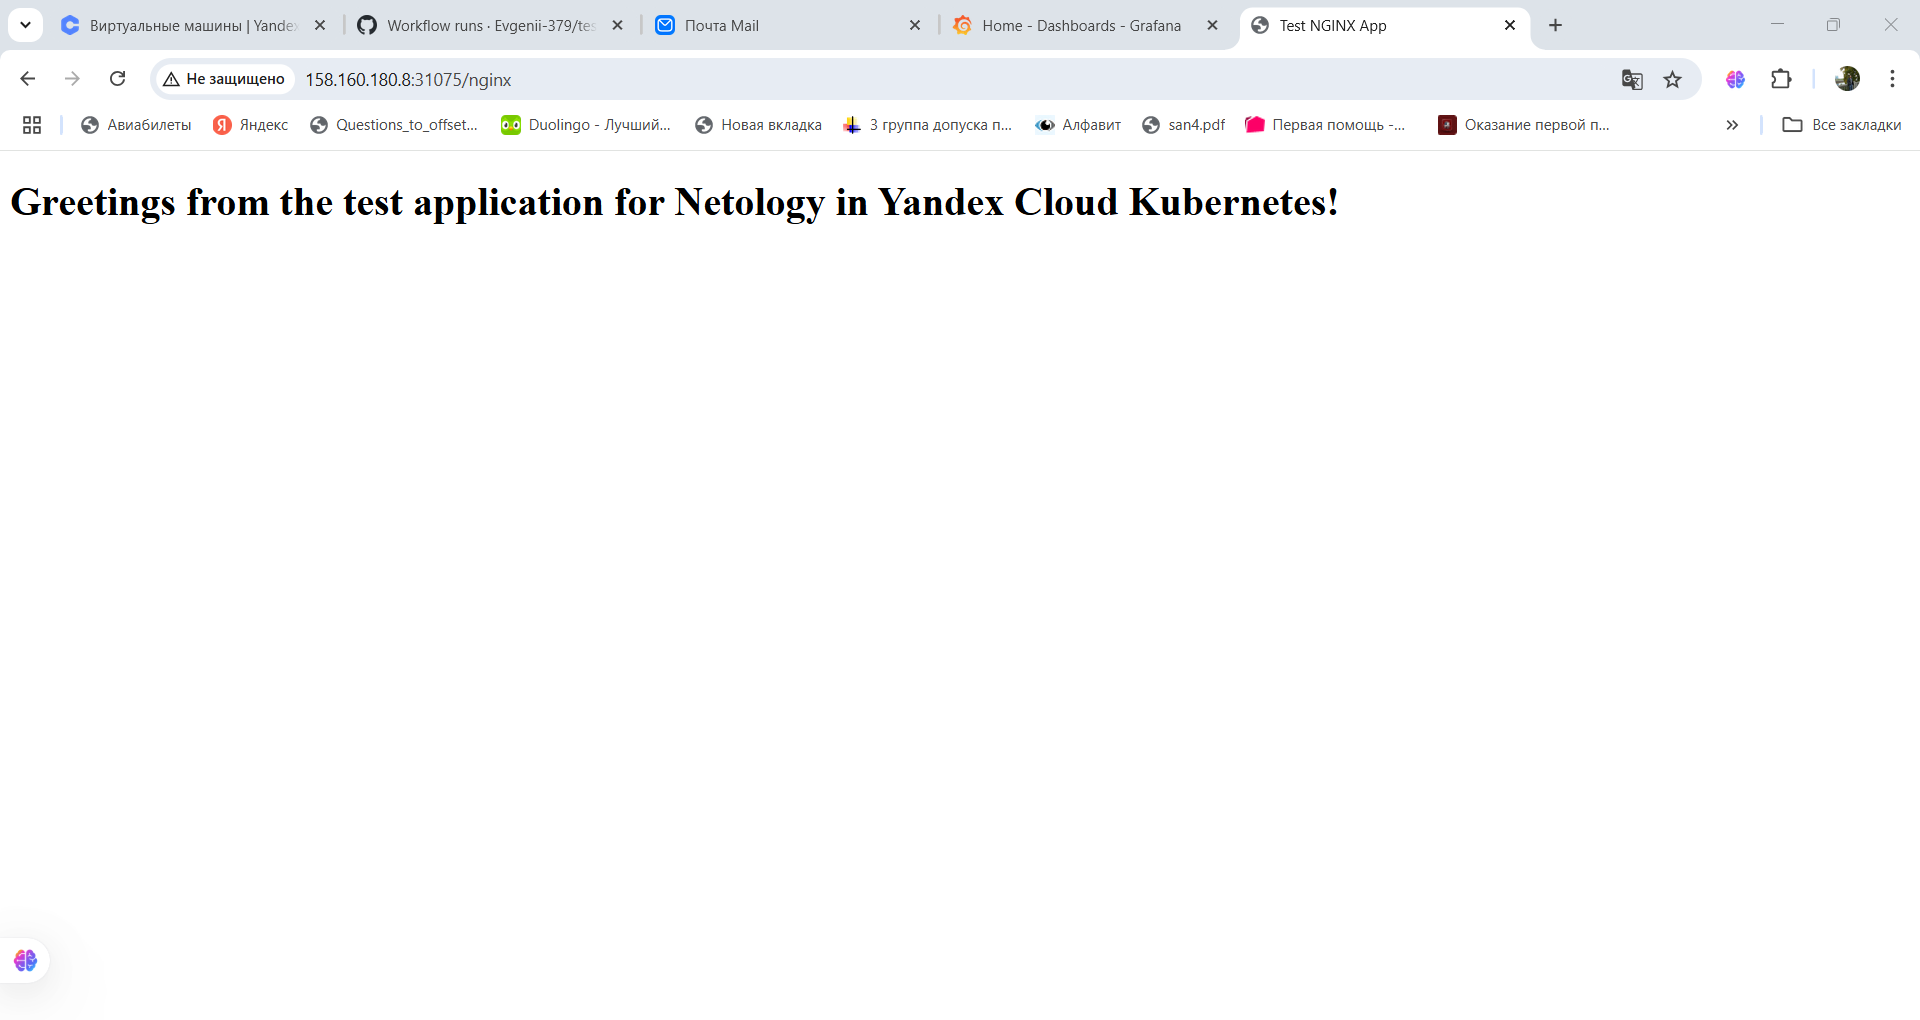 Виртуальные машины | Yandex
Workflow runs · Evgenii-379/tes
Почта Mail
Home - Dashboards - Grafana
Test NGINX App
Не защищено
158.160.180.8:31075/nginx
Авиабилеты
Яндекс
Questions_to_offset...
Duolingo - Лучший...
Новая вкладка
3 группа допуска п...
Алфавит
san4.pdf
Первая помощь -...
Оказание первой п...
Все закладки
Greetings from the test application for Netology in Yandex Cloud Kubernetes!